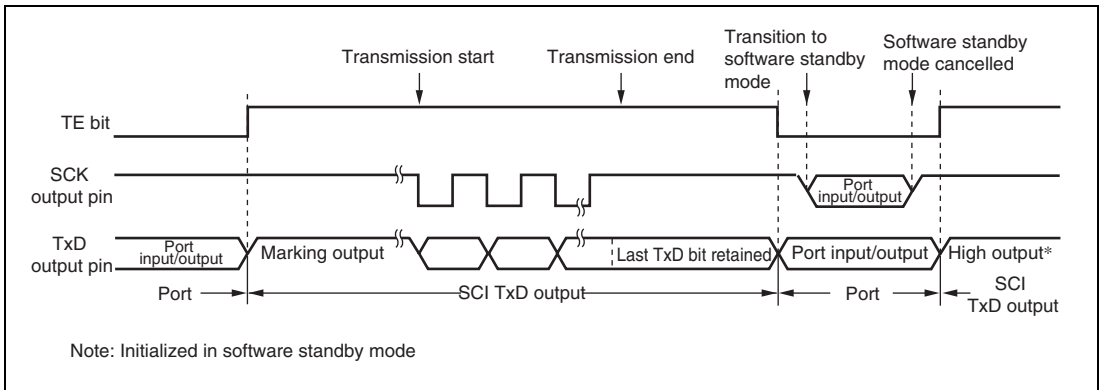 Transmission start
Transmission end
Transition to
software standby
mode
Software standby
mode cancelled
TE bit
SCK
output pin
Port
input/output
TxD
output pin
Port
input/output
Marking output
Last TxD bit retained
Port input/output
High output*
Port
SCI TxD output
Port
SCI
TxD output
Note: Initialized in software standby mode